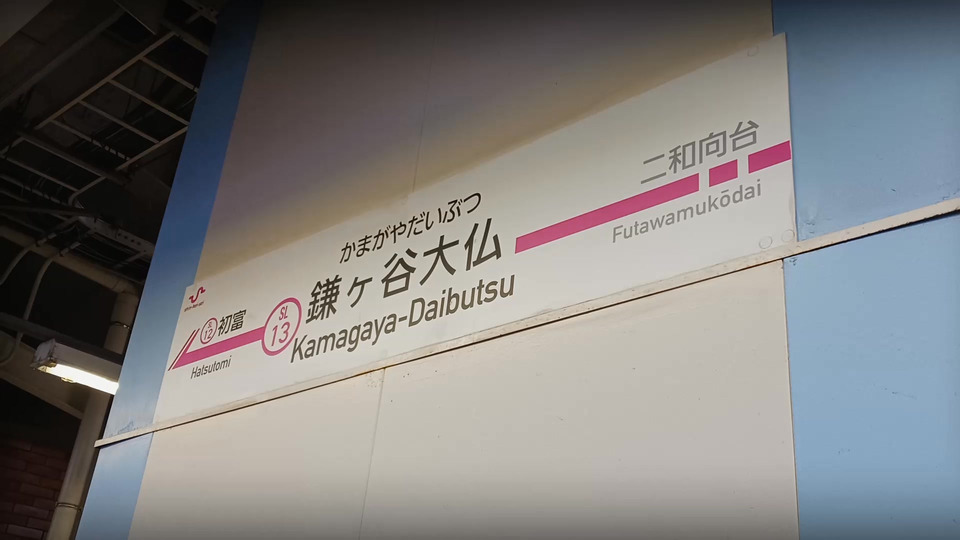 かまがやだいぶつ
SL
13
鎌ヶ谷大仏
Kamagaya-Daibutsu
12
初富
Hatsutomi
二和向台
Futawamukōdai